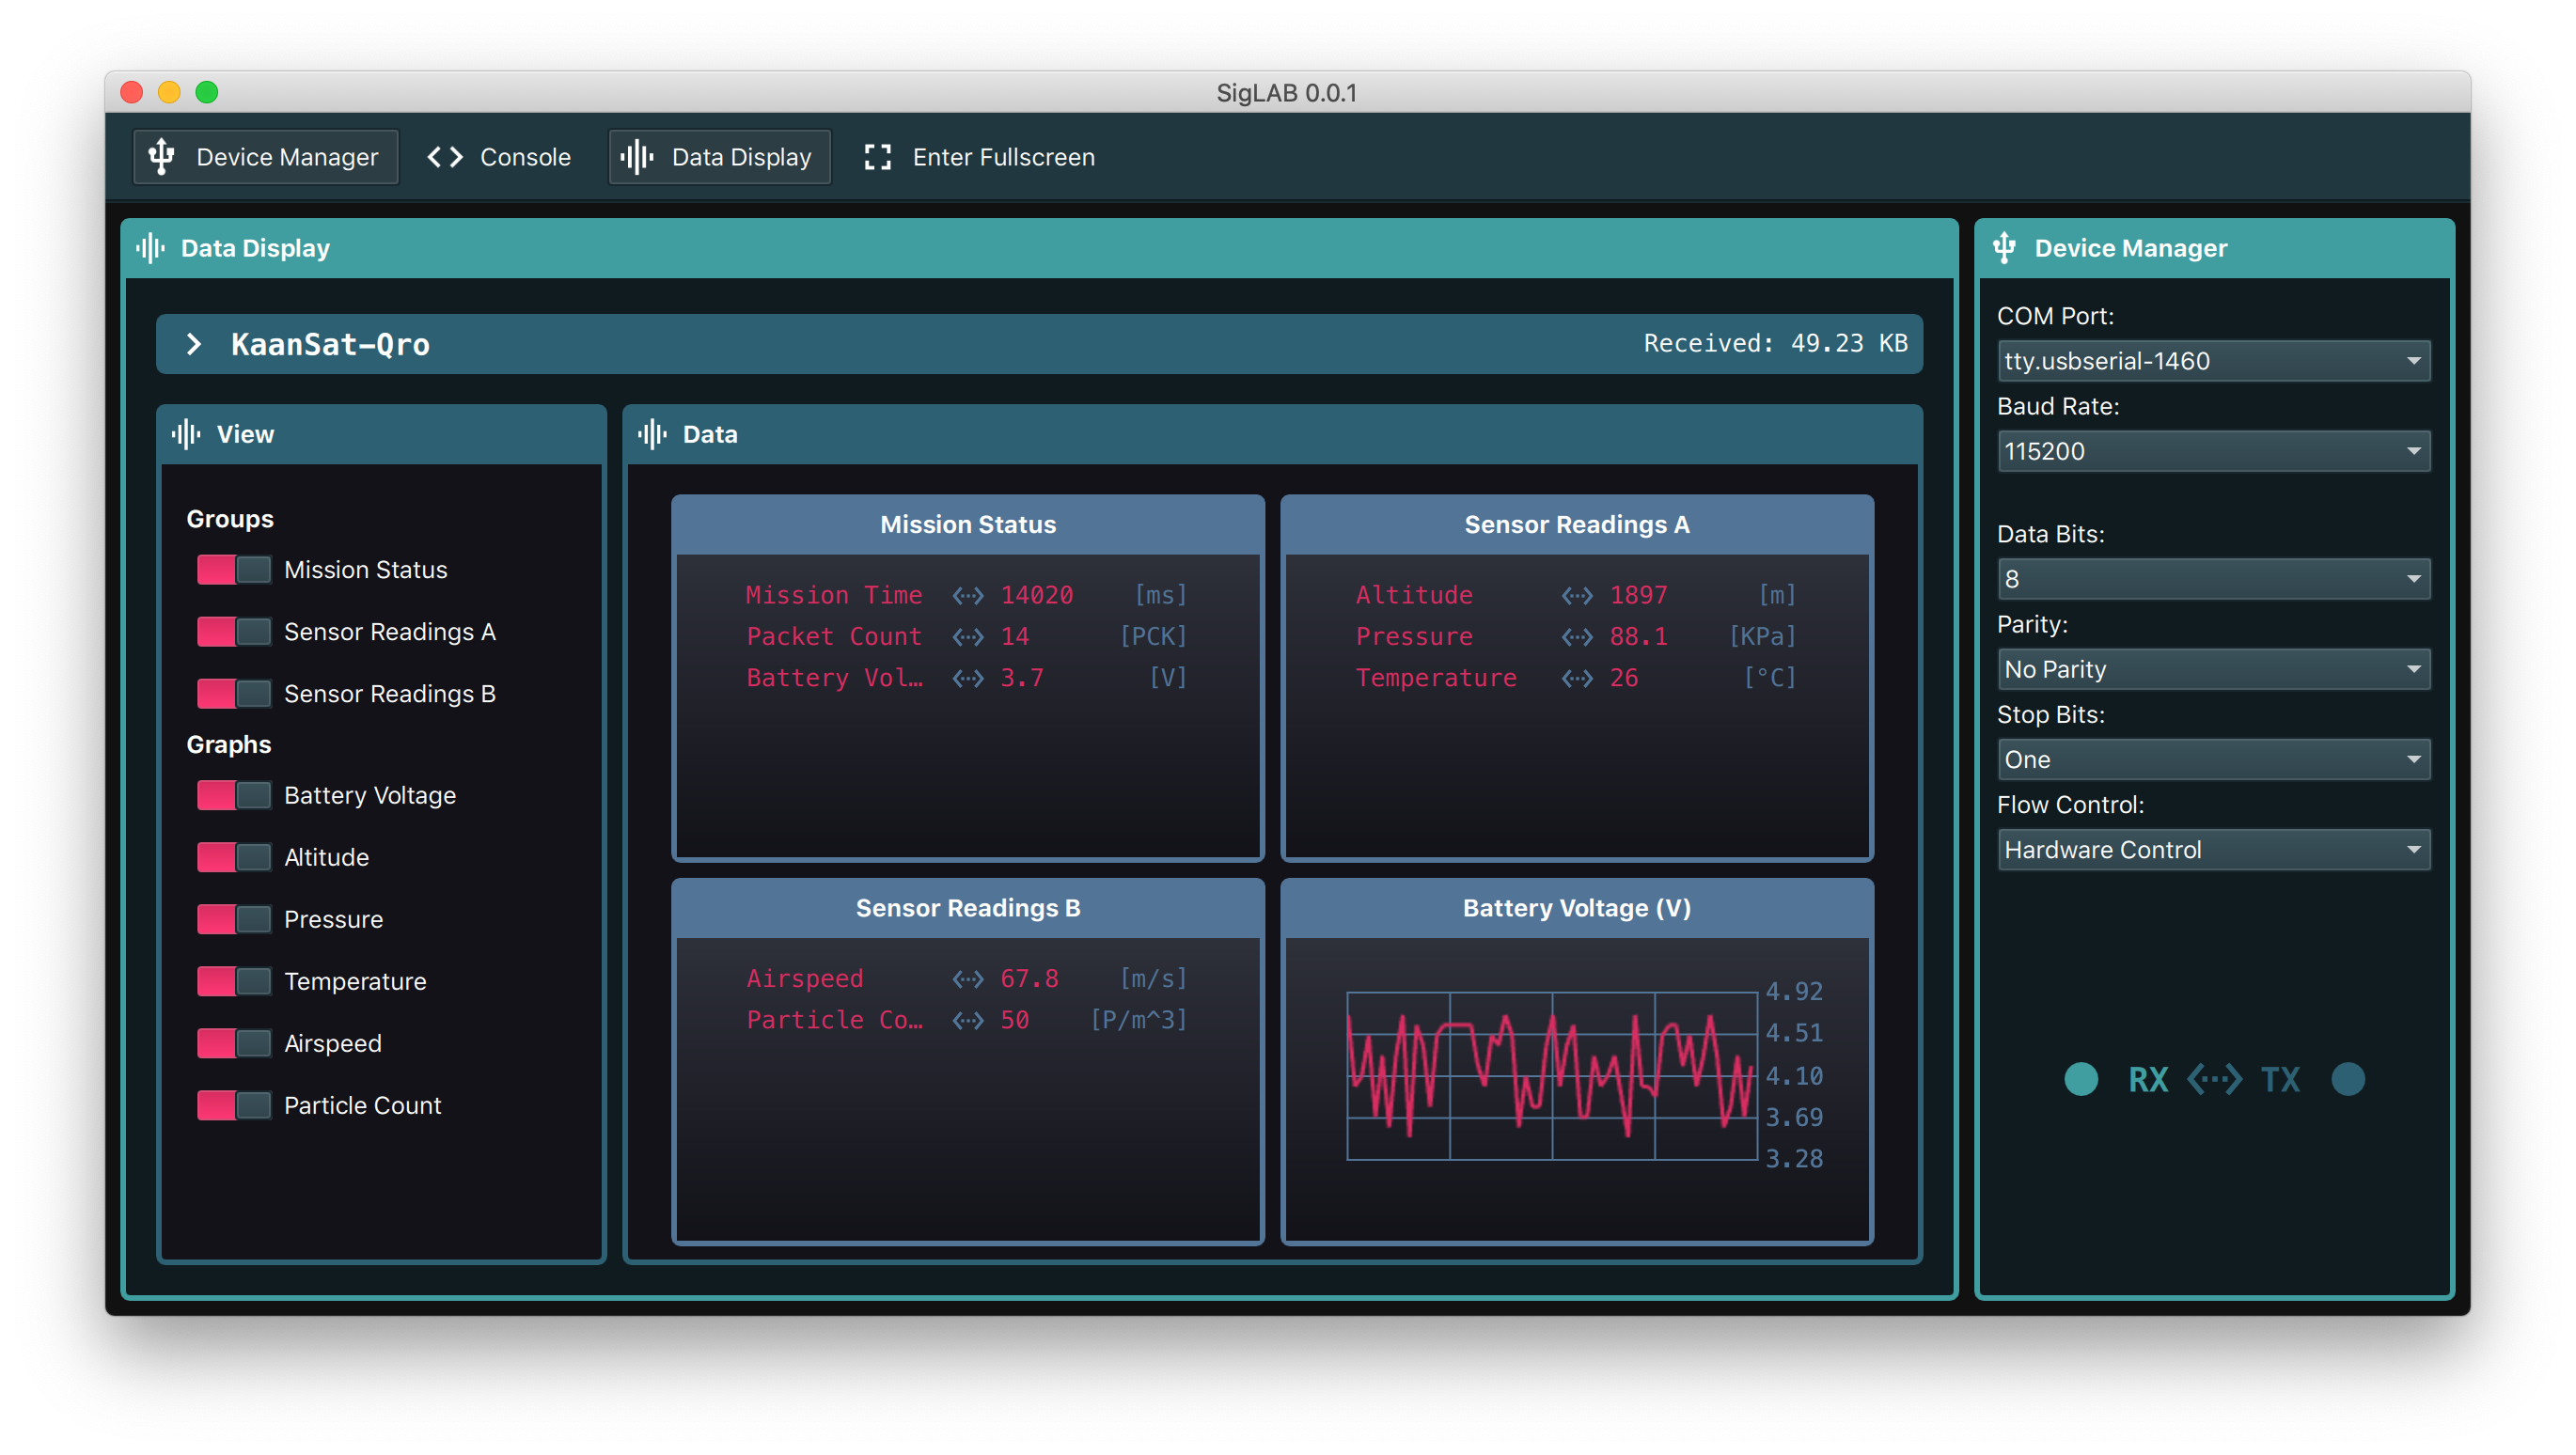 SigLAB 0.0.1
Device Manager Console Data Display Enter Fullscreen
Data Display
KaanSat-Qro Received: 49.23 KB
View
Groups
Mission Status
Sensor Readings A
Sensor Readings B
Graphs
Battery Voltage
Altitude
Pressure
Temperature
Airspeed
Particle Count
Data
Mission Status
Mission Time 14020 [ms]
Packet Count 14 [PCK]
Battery Vol… 3.7 [V]
Sensor Readings A
Altitude 1897 [m]
Pressure 88.1 [KPa]
Temperature 26 [°C]
Sensor Readings B
Airspeed 67.8 [m/s]
Particle Co… 50 [P/m^3]
Battery Voltage (V)
4.92
4.51
4.10
3.69
3.28
Device Manager
COM Port:
tty.usbserial-1460
Baud Rate:
115200
Data Bits:
8
Parity:
No Parity
Stop Bits:
One
Flow Control:
Hardware Control
RX TX